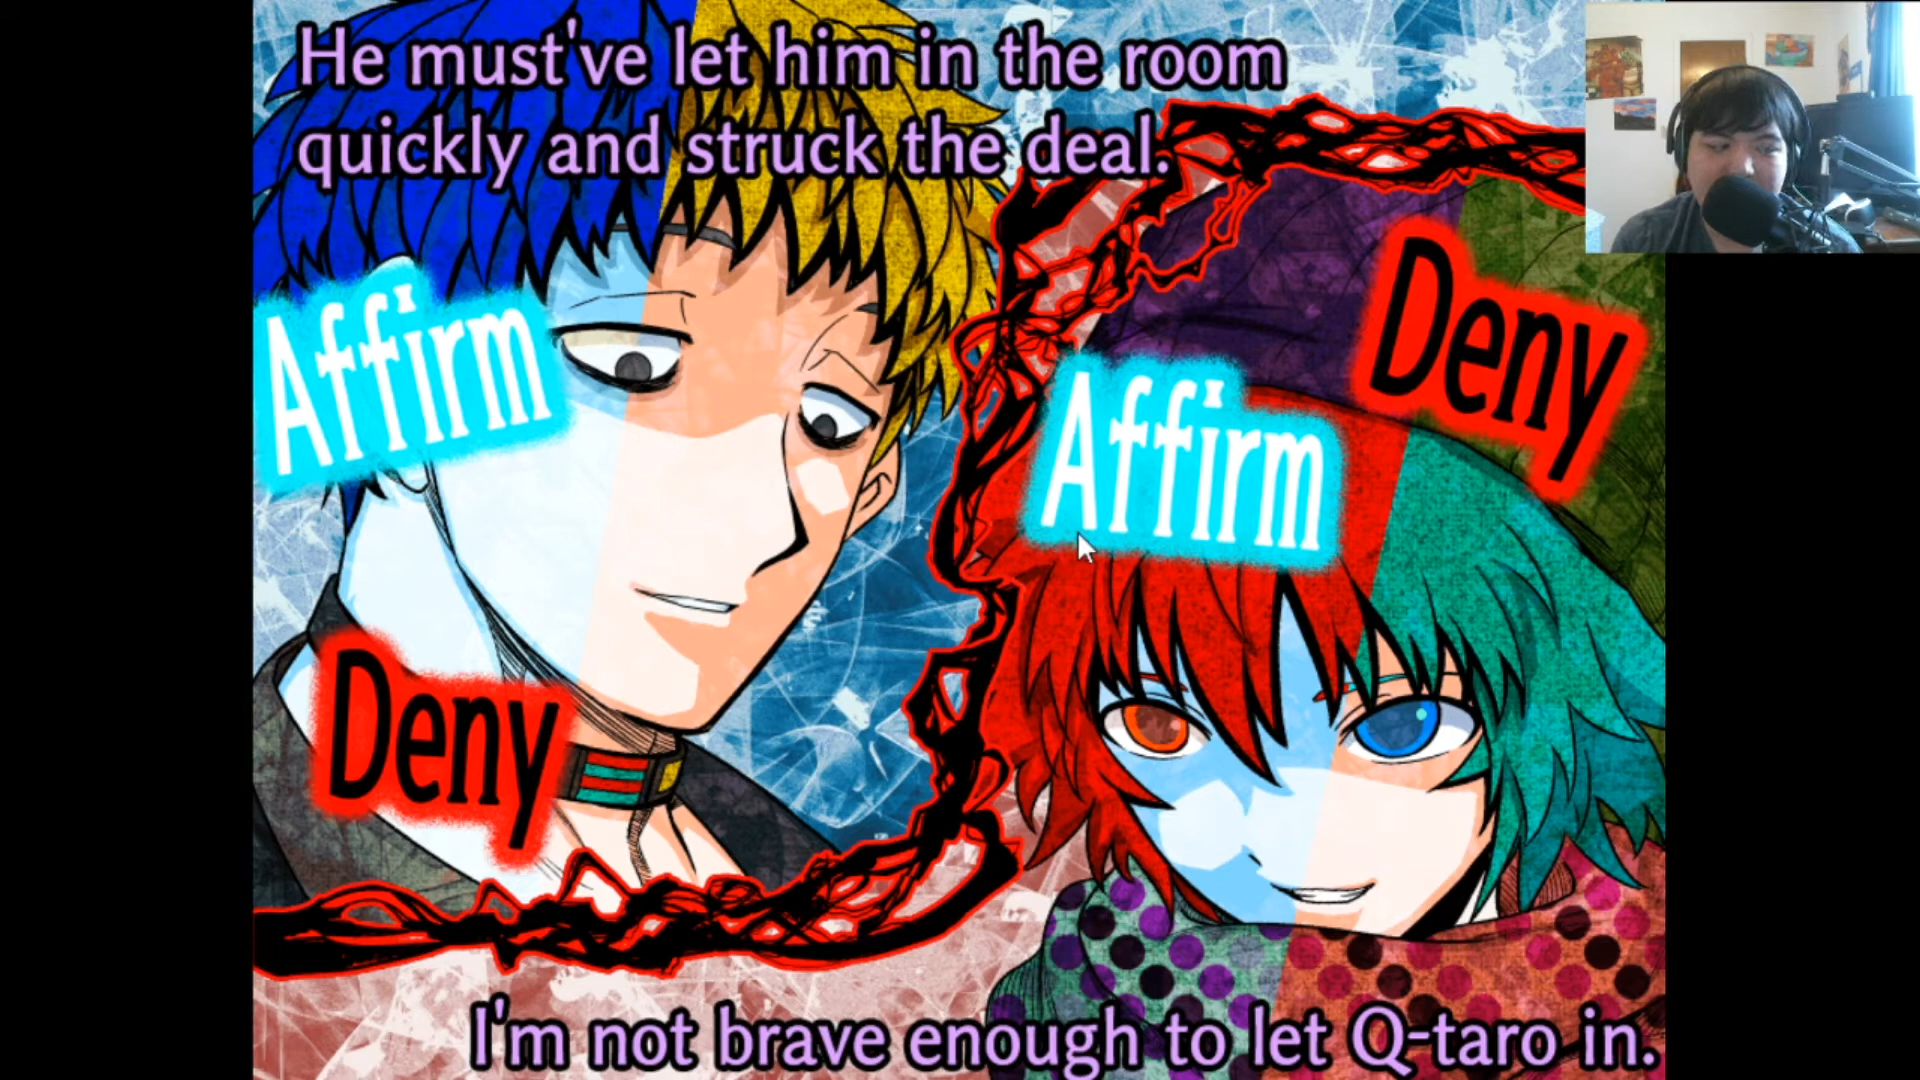 He must've let him in the room
quickly and struck the deal.
Affirm
Deny
Affirm
Deny
I'm not brave enough to let Q-taro in.